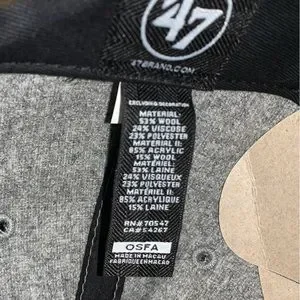 47
47BRAND.COM
EXCLUDING DECORATION
MATERIAL:
53% WOOL
24% VISCOSE
23% POLYESTER
MATERIAL II:
85% ACRYLIC
15% WOOL
MATÉRIEL:
53% LAINE
24% VISQUEUX
23% POLYESTER
MATÉRIEL II:
85% ACRYLIQUE
15% LAINE
RN# 70547
CA# 54267
OSFA
MADE IN MACAU
FABRIQUÉ EN MACAO